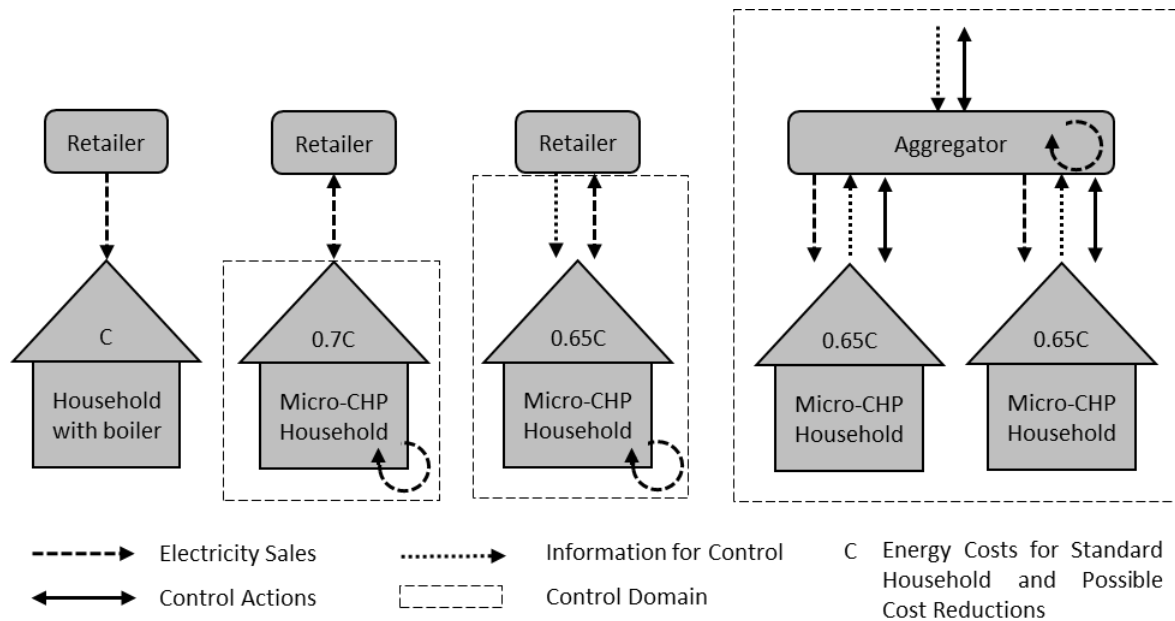 Retailer
Retailer
Retailer
Aggregator
C
0.7C
0.65C
0.65C
0.65C
Household
with boiler
Micro-CHP
Household
Micro-CHP
Household
Micro-CHP
Household
Micro-CHP
Household
Electricity Sales
Control Actions
Information for Control
Control Domain
C Energy Costs for Standard
Household and Possible
Cost Reductions